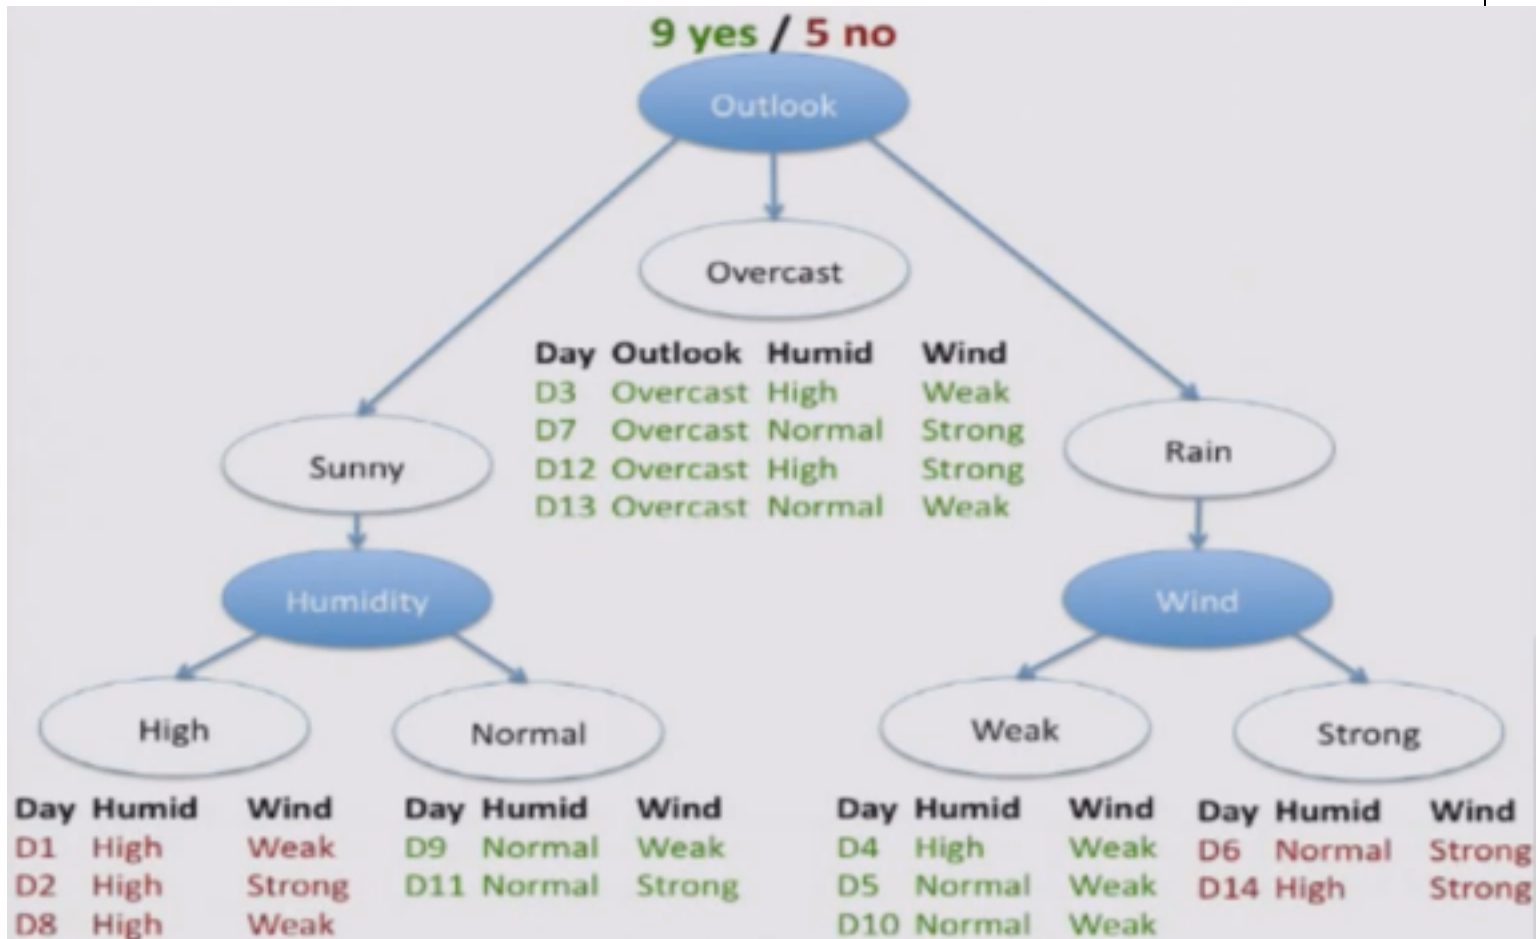 9 yes / 5 no
Outlook
Overcast
Day Outlook Humid Wind
D3 Overcast High Weak
D7 Overcast Normal Strong
D12 Overcast High Strong
D13 Overcast Normal Weak
Sunny
Rain
Humidity
Wind
High
Normal
Weak
Strong
Day Humid Wind
D1 High Weak
D2 High Strong
D8 High Weak
Day Humid Wind
D9 Normal Weak
D11 Normal Strong
Day Humid Wind
D4 High Weak
D5 Normal Weak
D10 Normal Weak
Day Humid Wind
D6 Normal Strong
D14 High Strong